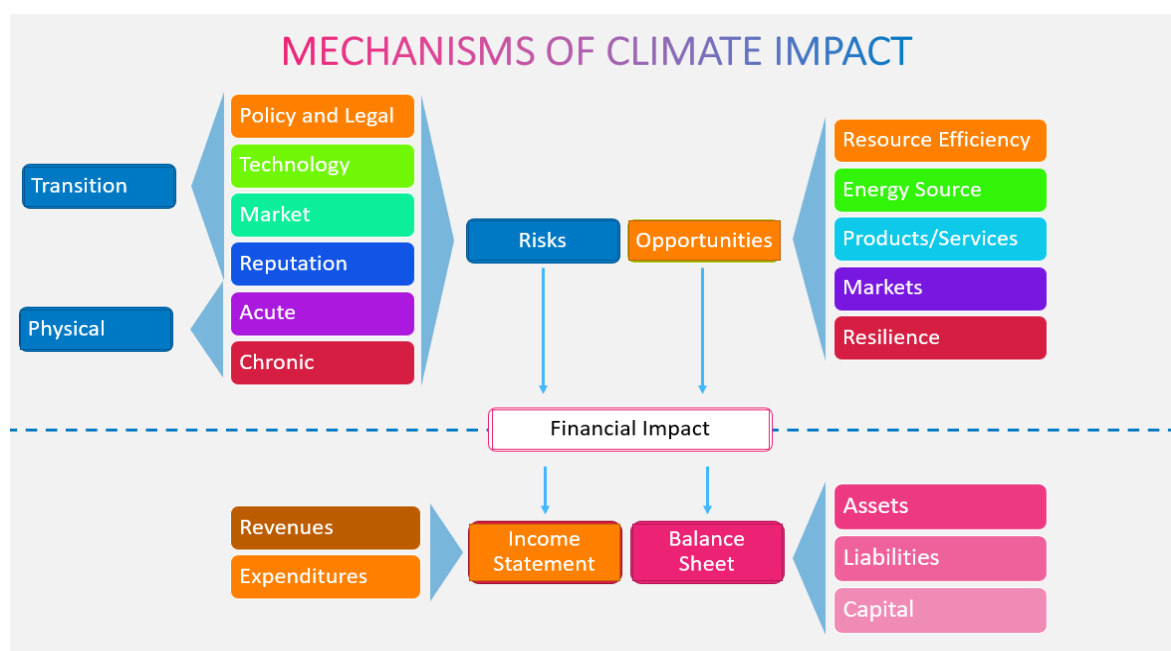 MECHANISMS OF CLIMATE IMPACT
Transition
Physical
Policy and Legal
Technology
Market
Reputation
Acute
Chronic
Risks
Opportunities
Resource Efficiency
Energy Source
Products/Services
Markets
Resilience
Financial Impact
Revenues
Expenditures
Income
Statement
Balance
Sheet
Assets
Liabilities
Capital